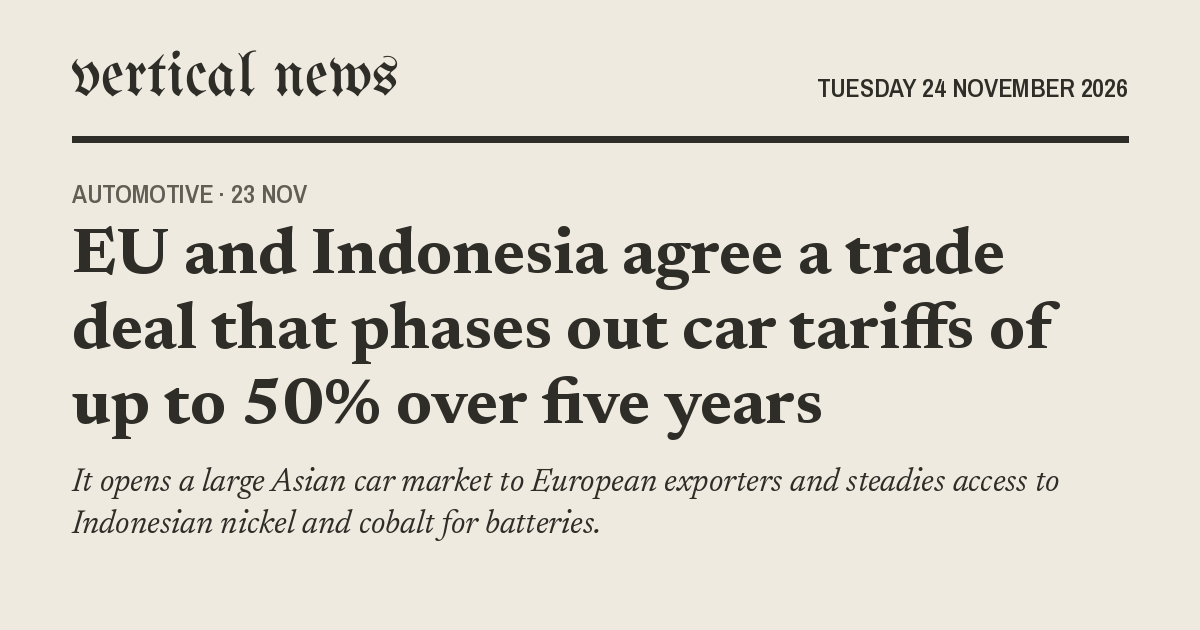 vertical news
TUESDAY 24 NOVEMBER 2026
AUTOMOTIVE · 23 NOV
EU and Indonesia agree a trade
deal that phases out car tariffs of
up to 50% over five years
It opens a large Asian car market to European exporters and steadies access to
Indonesian nickel and cobalt for batteries.